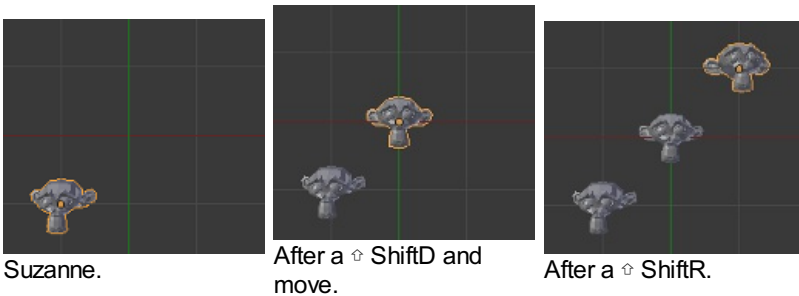 Suzanne.
After a ⇧ ShiftD and
move.
After a ⇧ ShiftR.